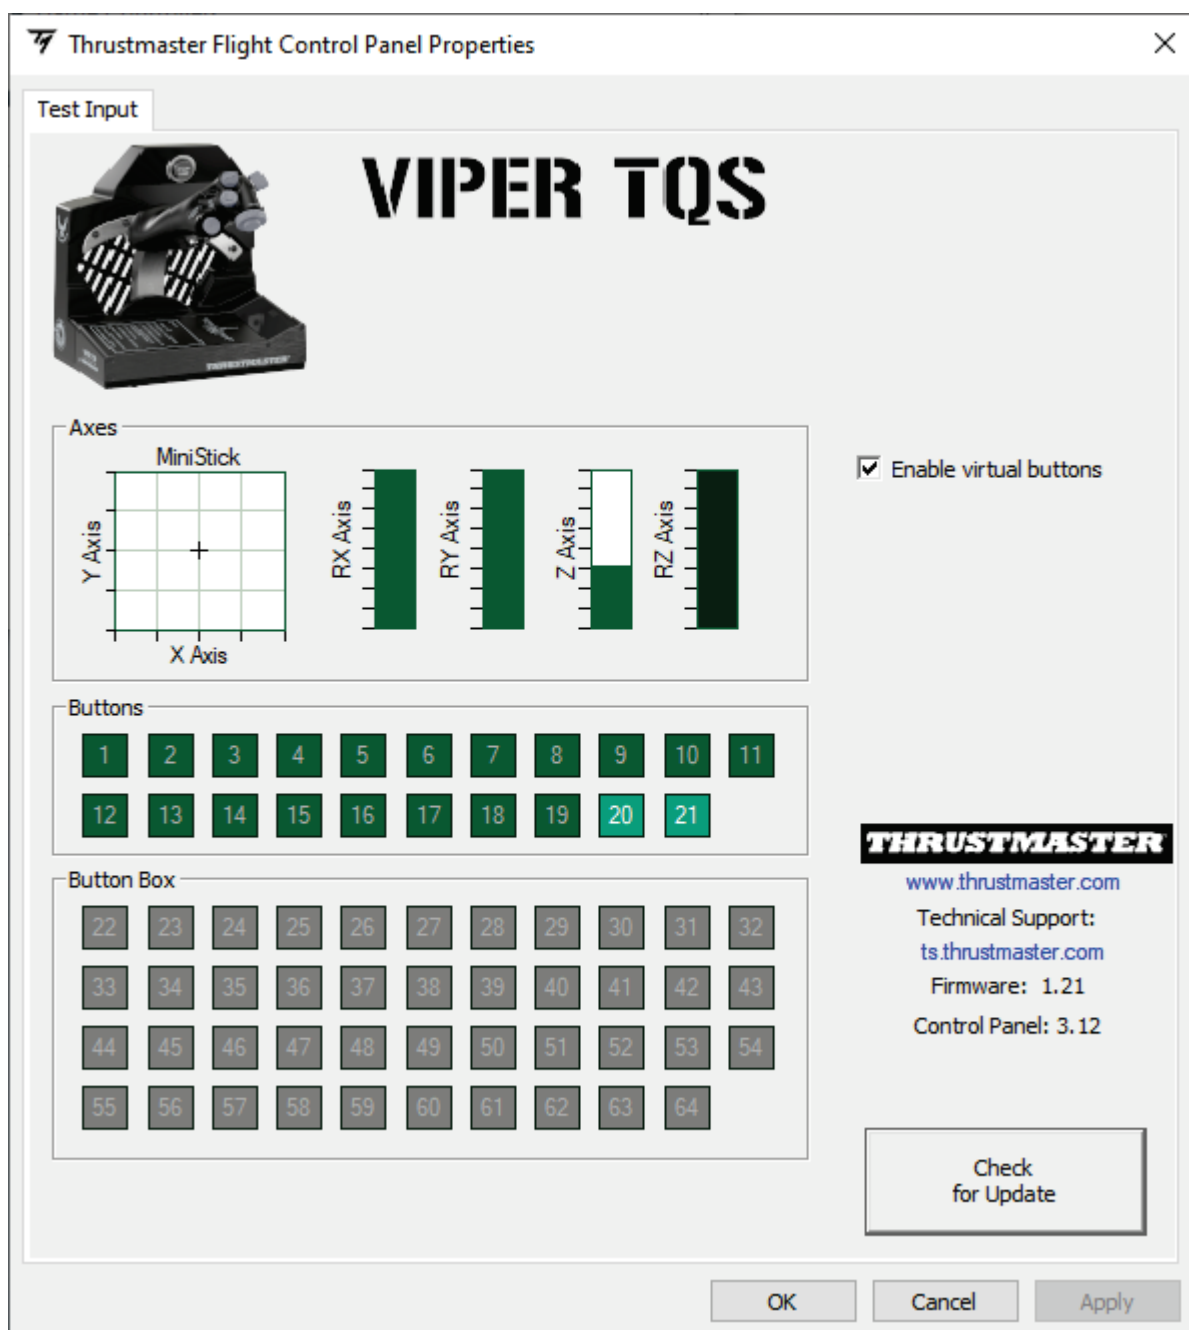 Thrustmaster Flight Control Panel Properties
Test Input
VIPER TQS
THRUSTMASTER
Axes
MiniStick
Y Axis
X Axis
RX Axis
RY Axis
Z Axis
RZ Axis
Enable virtual buttons
Buttons
1 2 3 4 5 6 7 8 9 10 11
12 13 14 15 16 17 18 19 20 21
Button Box
22 23 24 25 26 27 28 29 30 31 32
33 34 35 36 37 38 39 40 41 42 43
44 45 46 47 48 49 50 51 52 53 54
55 56 57 58 59 60 61 62 63 64
THRUSTMASTER
www.thrustmaster.com
Technical Support:
ts.thrustmaster.com
Firmware: 1.21
Control Panel: 3.12
Check
for Update
OK
Cancel
Apply